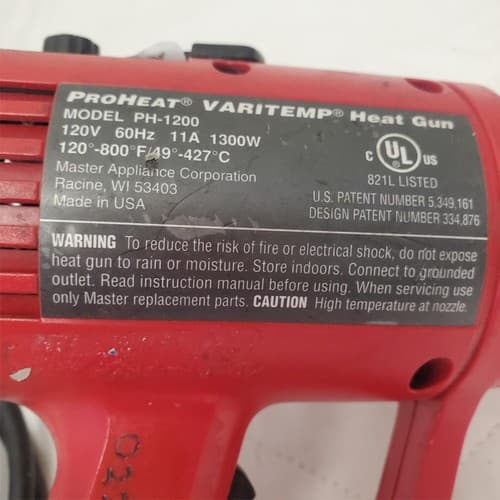 PROHEAT® VARITEMP® Heat Gun
MODEL PH-1200
120V 60Hz 11A 1300W
120°-800°F/49°-427°C
Master Appliance Corporation
Racine, WI 53403
Made in USA
C UL US
821L LISTED
U.S. PATENT NUMBER 5,349,161
DESIGN PATENT NUMBER 334,876
WARNING To reduce the risk of fire or electrical shock, do not expose
heat gun to rain or moisture. Store indoors. Connect to grounded
outlet. Read instruction manual before using. When servicing use
only Master replacement parts. CAUTION High temperature at nozzle.